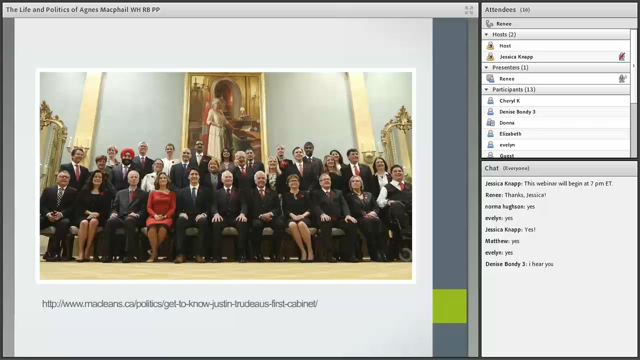 The Life and Politics of Agnes Macphail WH RB PP
http://www.macleans.ca/politics/get-to-know-justin-trudeaus-first-cabinet/
Attendees (16)
Renee
Hosts (2)
Host
Jessica Knapp
Presenters (1)
Renee
Participants (13)
Cheryl K
Denise Bondy 3
Donna
Elizabeth
evelyn
Guest
Chat (Everyone)
Jessica Knapp: This webinar will begin at 7 pm ET.
Renee: Thanks, Jessica!
norma hughson: yes
evelyn: yes
Jessica Knapp: Yes!
Matthew: yes
evelyn: yes
Denise Bondy 3: i hear you